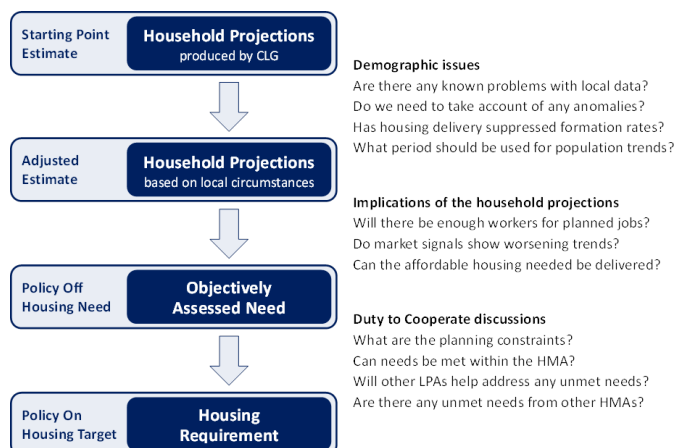 Starting Point
Estimate
Household Projections
produced by CLG
Demographic issues
Are there any known problems with local data?
Do we need to take account of any anomalies?
Has housing delivery suppressed formation rates?
What period should be used for population trends?
Adjusted
Estimate
Household Projections
based on local circumstances
Implications of the household projections
Will there be enough workers for planned jobs?
Do market signals show worsening trends?
Can the affordable housing needed be delivered?
Policy Off
Housing Need
Objectively
Assessed Need
Duty to Cooperate discussions
What are the planning constraints?
Can needs be met within the HMA?
Will other LPAs help address any unmet needs?
Are there any unmet needs from other HMAs?
Policy On
Housing Target
Housing
Requirement